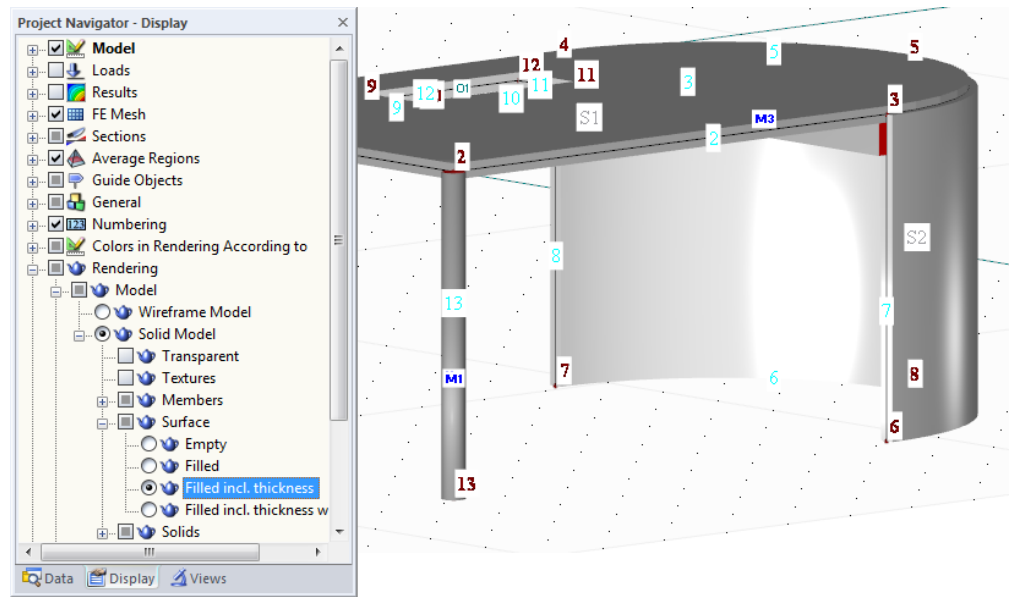 Project Navigator - Display
Model
Loads
Results
FE Mesh
Sections
Average Regions
Guide Objects
General
123 Numbering
Colors in Rendering According to
Rendering
Model
Wireframe Model
Solid Model
Transparent
Textures
Members
Surface
Empty
Filled
Filled incl. thickness
Filled incl. thickness w
Solids
Data Display Views
4
5
5
12
9
11
11
3
12
O1
10
9
S1
M3
3
2
2
S2
8
13
7
M1
7
6
8
6
13